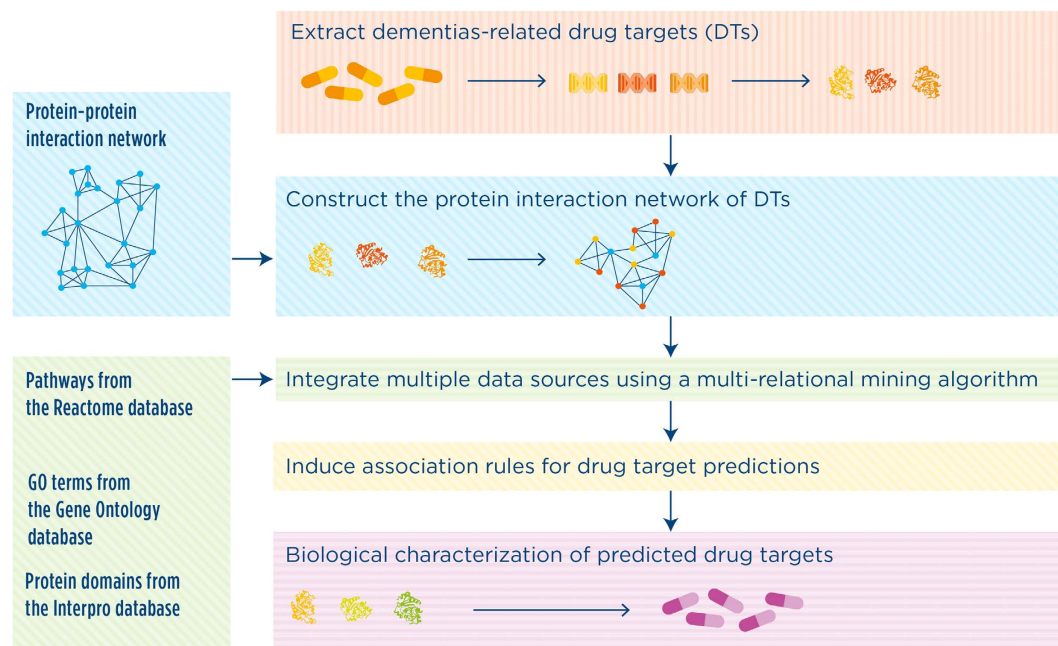 Extract dementias-related drug targets (DTs)
Protein-protein
interaction network
Construct the protein interaction network of DTs
Pathways from
the Reactome database
Integrate multiple data sources using a multi-relational mining algorithm
GO terms from
the Gene Ontology
database
Induce association rules for drug target predictions
Protein domains from
the Interpro database
Biological characterization of predicted drug targets